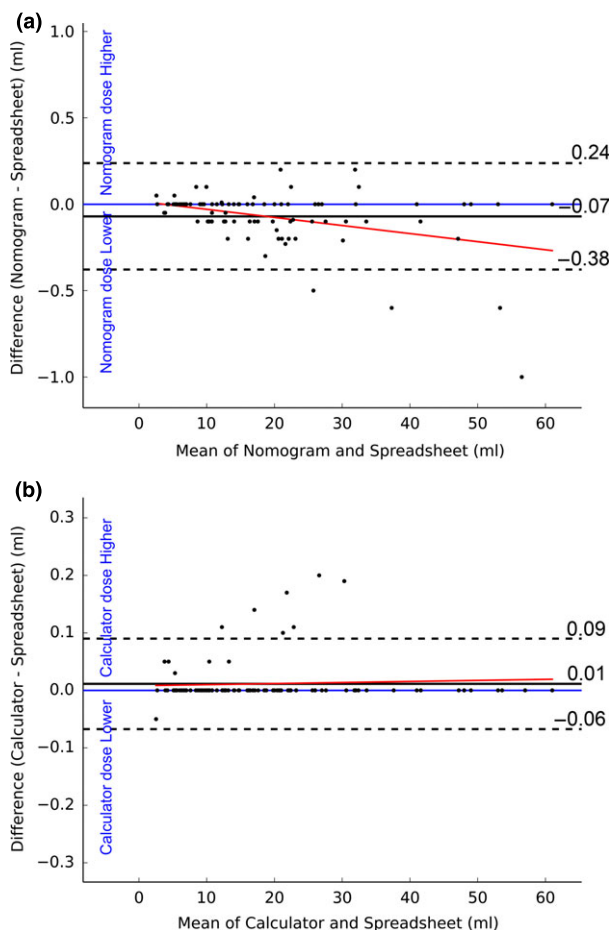 (a)
1.0
0.5
0.0
−0.5
−1.0
Difference (Nomogram - Spreadsheet) (ml)
Nomogram dose Higher
Nomogram dose Lower
0.24
−0.07
−0.38
0 10 20 30 40 50 60
Mean of Nomogram and Spreadsheet (ml)
(b)
0.3
0.2
0.1
0.0
−0.1
−0.2
−0.3
Difference (Calculator - Spreadsheet) (ml)
Calculator dose Higher
Calculator dose Lower
0.09
0.01
−0.06
0 10 20 30 40 50 60
Mean of Calculator and Spreadsheet (ml)